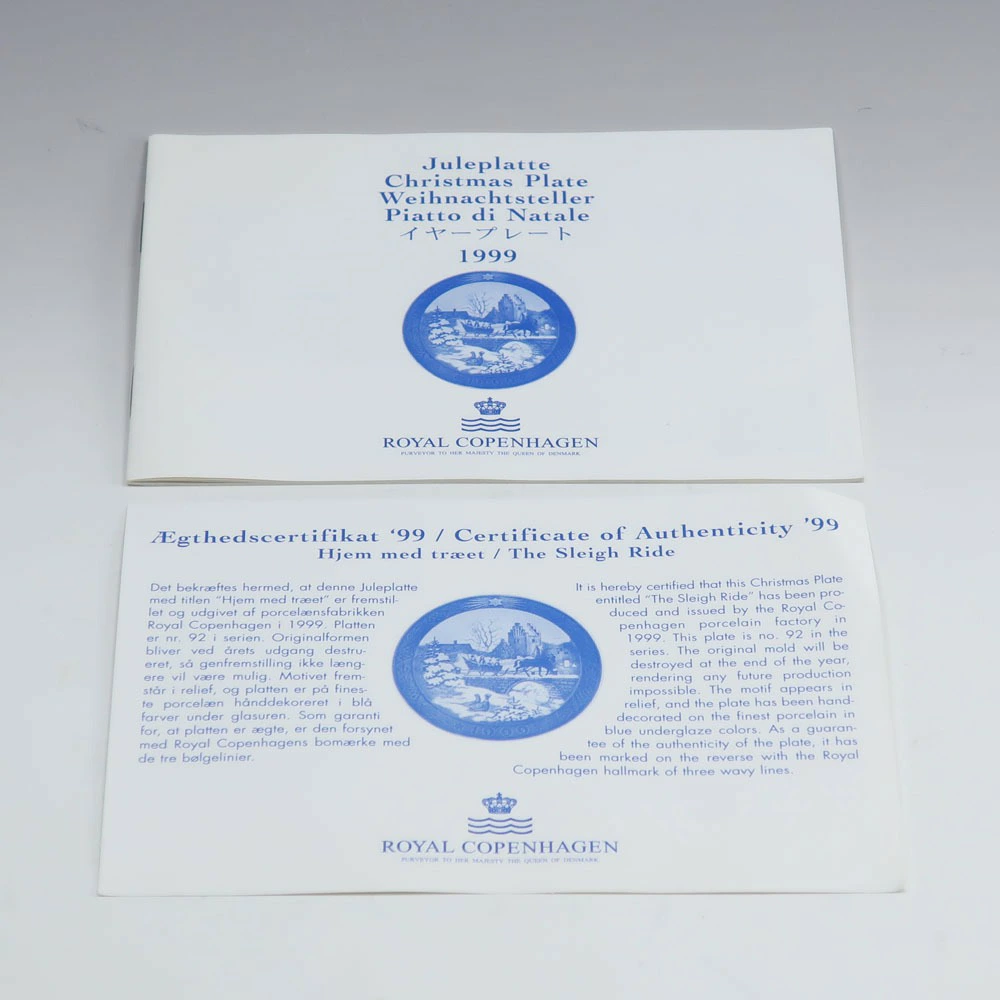 Juleplatte
Christmas Plate
Weihnachtsteller
Piatto di Natale
イヤープレート
1999
ROYAL COPENHAGEN
PURVEYOR TO HER MAJESTY THE QUEEN OF DENMARK
Ægthedscertifikat '99 / Certificate of Authenticity '99
Hjem med træet / The Sleigh Ride
Det bekræftes hermed, at denne Juleplatte
med titlen "Hjem med træet" er fremstil-
let og udgivet af porcelænsfabrikken
Royal Copenhagen i 1999. Platten
er nr. 92 i serien. Originalformen
bliver ved årets udgang destru-
eret, så genfremstilling ikke læng-
ere vil være mulig. Motivet frem-
står i relief, og platten er på fines-
te porcelæn hånddekoreret i blå
farver under glasuren. Som garanti
for, at platten er ægte, er den forsynet
med Royal Copenhagens bomærke med
de tre bølgelinier.
It is hereby certified that this Christmas Plate
entitled "The Sleigh Ride" has been pro-
duced and issued by the Royal Co-
penhagen porcelain factory in
1999. This plate is no. 92 in the
series. The original mold will be
destroyed at the end of the year,
rendering any future production
impossible. The motif appears in
relief, and the plate has been hand-
decorated on the finest porcelain in
blue underglaze colors. As a guaran-
tee of the authenticity of the plate, it has
been marked on the reverse with the Royal
Copenhagen hallmark of three wavy lines.
1999
ROYAL COPENHAGEN
PURVEYOR TO HER MAJESTY THE QUEEN OF DENMARK